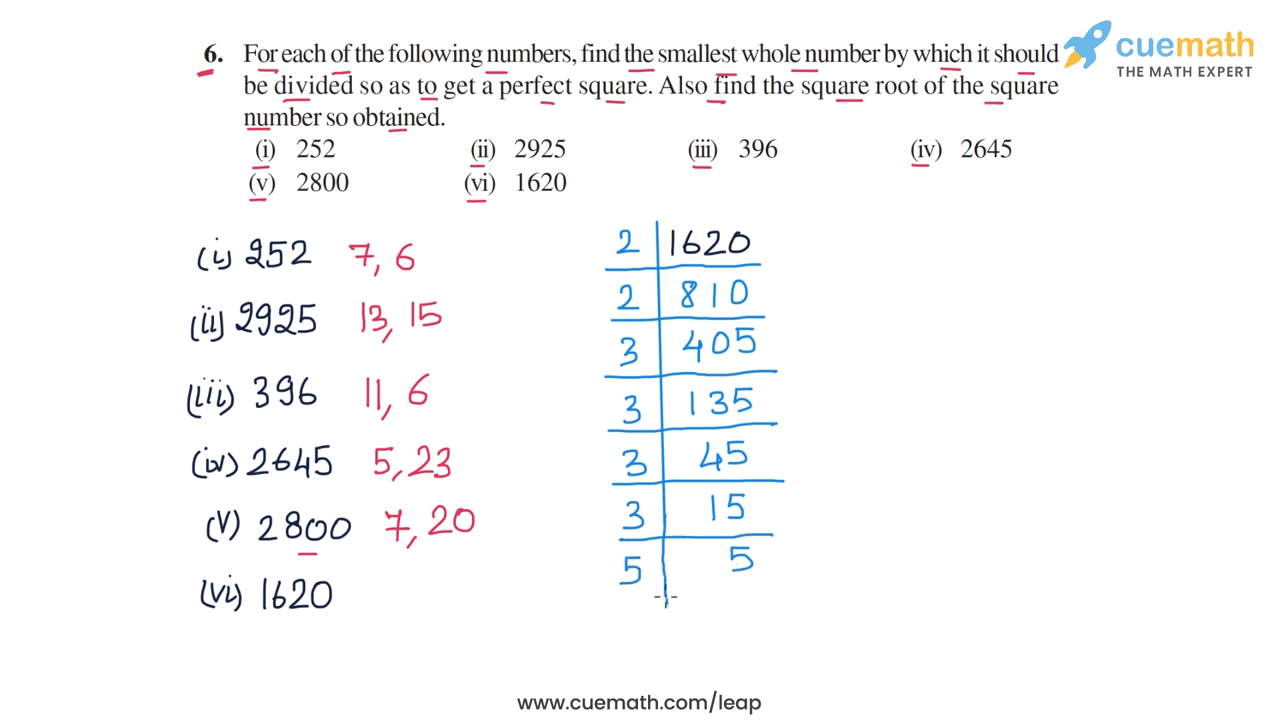 6. For each of the following numbers, find the smallest whole number by which it should
be divided so as to get a perfect square. Also find the square root of the square
number so obtained.
(i) 252 (ii) 2925 (iii) 396 (iv) 2645
(v) 2800 (vi) 1620
cuemath
THE MATH EXPERT
(i) 252 7, 6
(ii) 2925 13, 15
(iii) 396 11, 6
(iv) 2645 5, 23
(V) 2800 7, 20
(vi) 1620
2 1620
2 810
3 405
3 135
3 45
3 15
5 5
www.cuemath.com/leap